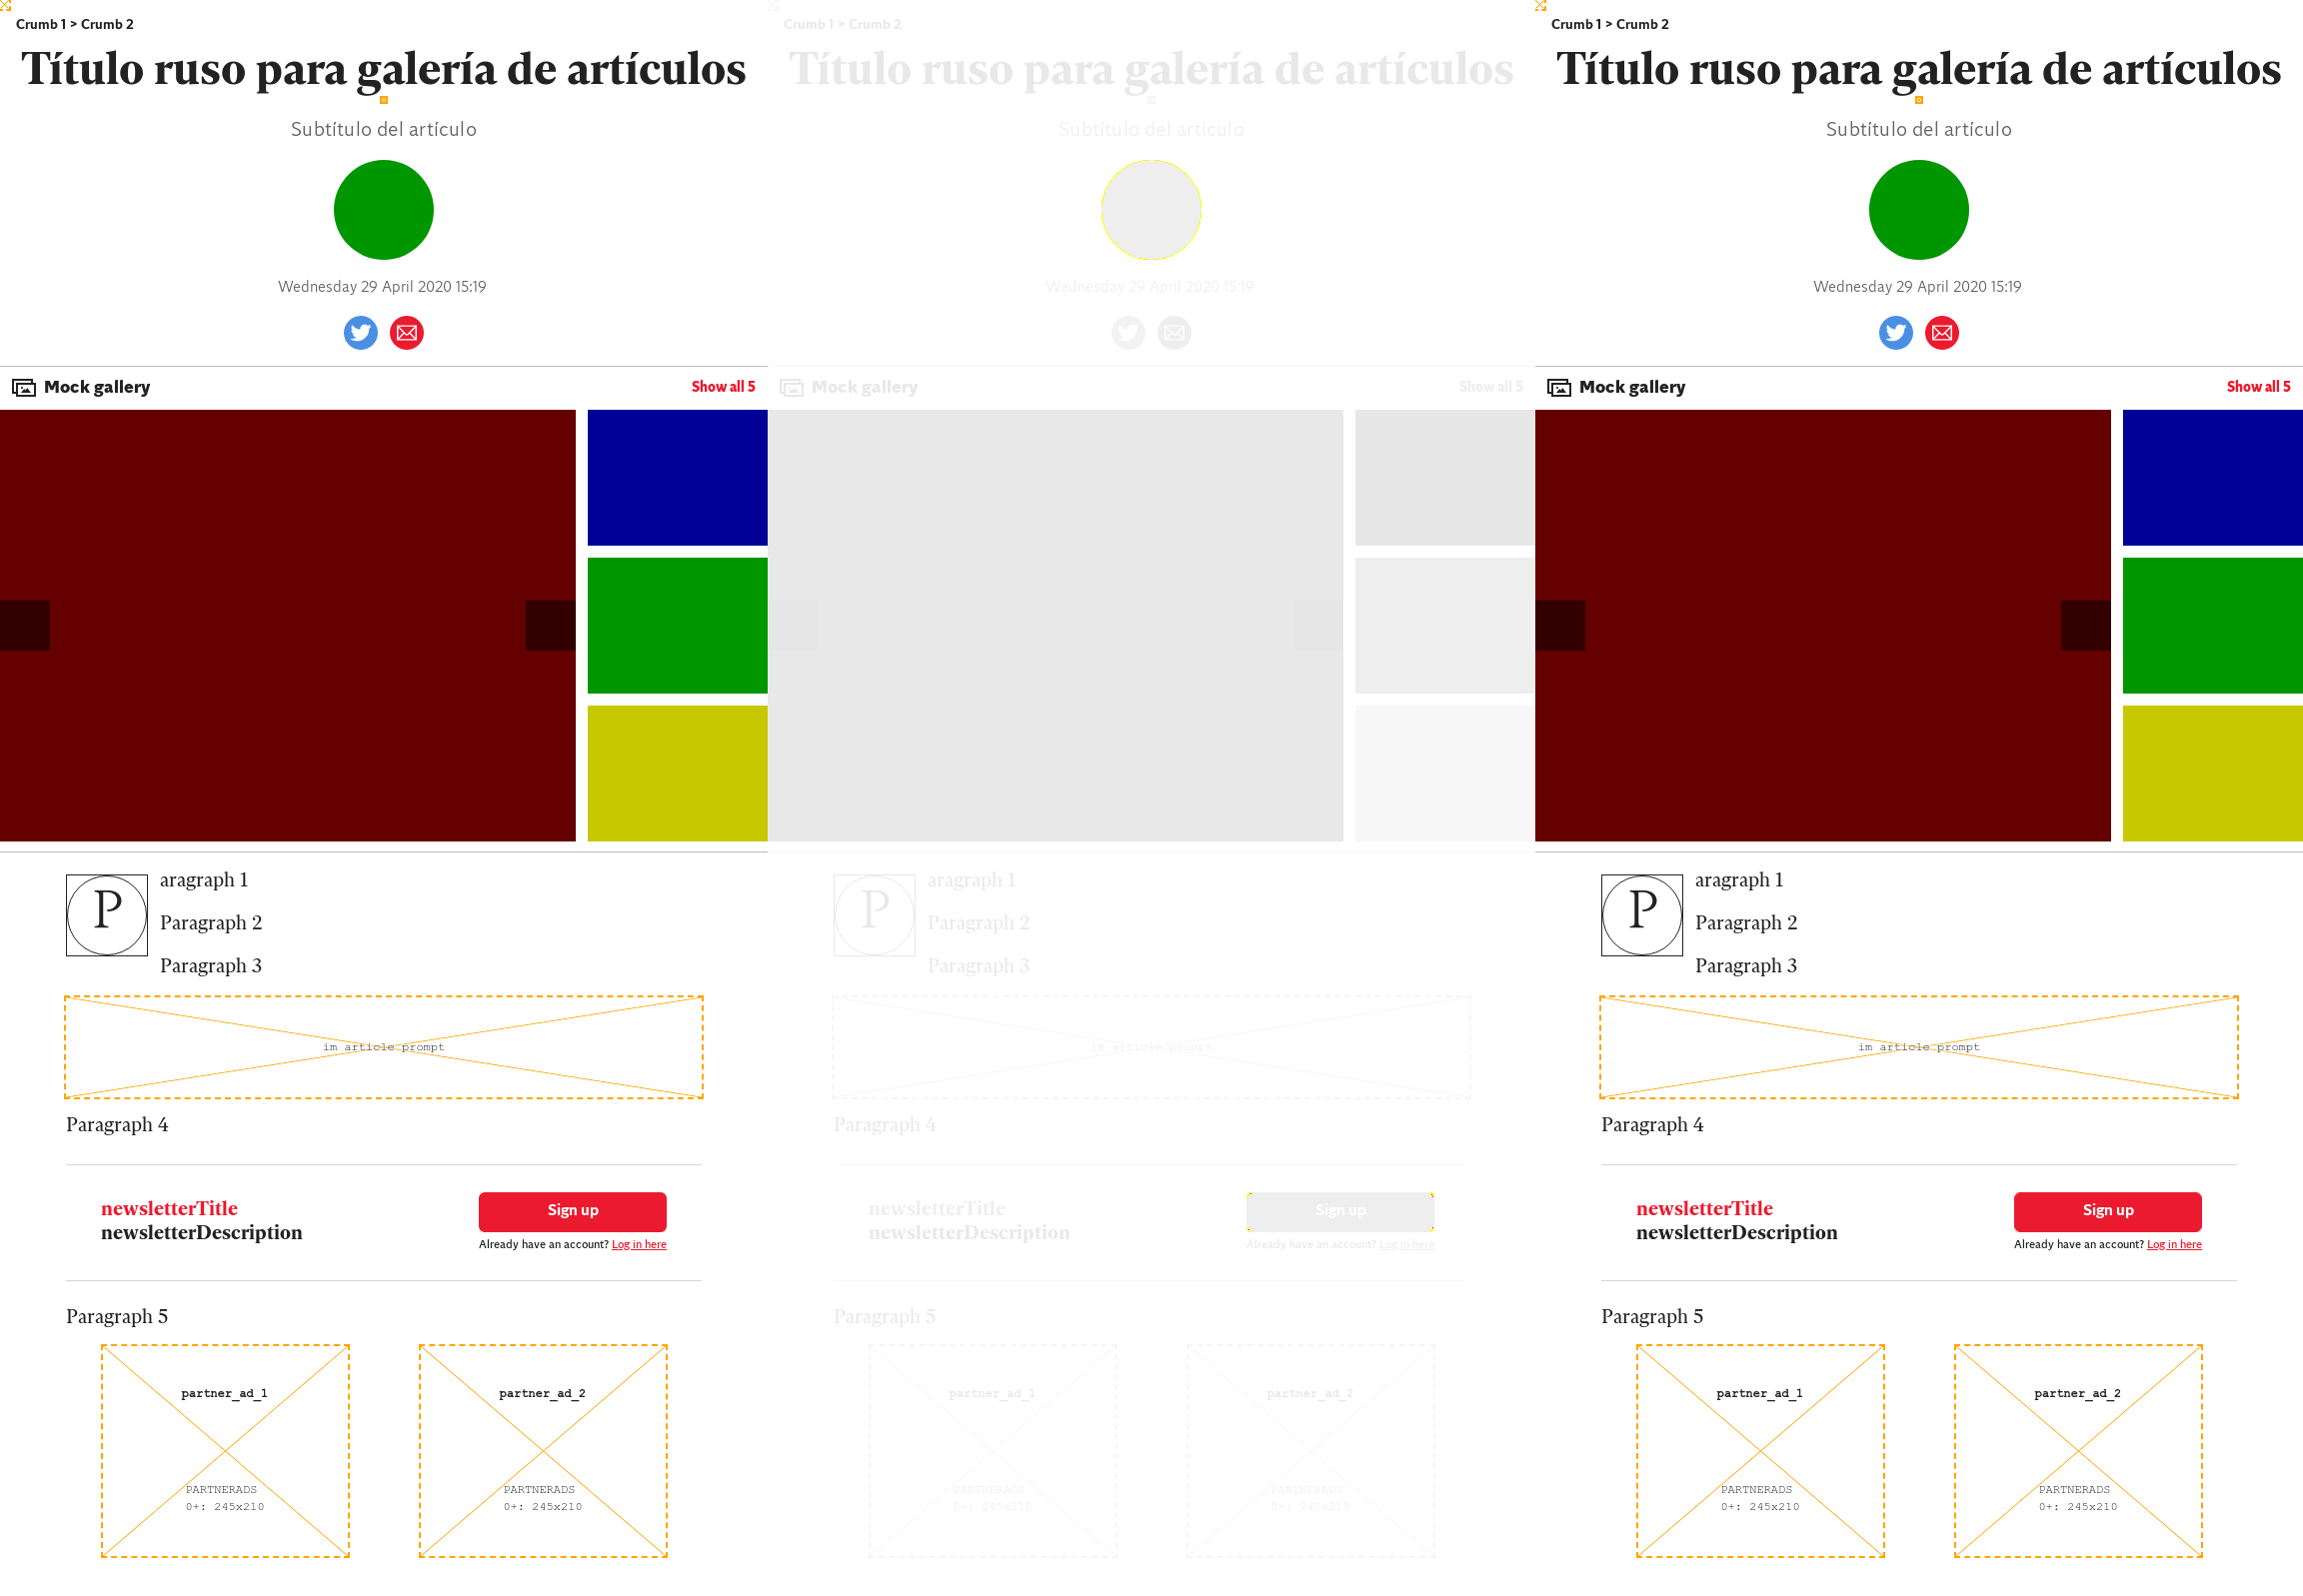 Crumb 1 > Crumb 2
Título ruso para galería de artículos
Subtítulo del artículo
Wednesday 29 April 2020 15:19
Mock gallery
Show all 5
P
aragraph 1
Paragraph 2
Paragraph 3
im article prompt
Paragraph 4
newsletterTitle
newsletterDescription
Sign up
Already have an account? Log in here
Paragraph 5
partner_ad_1
PARTNERADS
0+: 245x210
partner_ad_2
PARTNERADS
0+: 245x210
Crumb 1 > Crumb 2
Título ruso para galería de artículos
Subtítulo del artículo
Wednesday 29 April 2020 15:19
Mock gallery
Show all 5
P
aragraph 1
Paragraph 2
Paragraph 3
im article prompt
Paragraph 4
newsletterTitle
newsletterDescription
Sign up
Already have an account? Log in here
Paragraph 5
partner_ad_1
PARTNERADS
0+: 245x210
partner_ad_2
PARTNERADS
0+: 245x210
Crumb 1 > Crumb 2
Título ruso para galería de artículos
Subtítulo del artículo
Wednesday 29 April 2020 15:19
Mock gallery
Show all 5
P
aragraph 1
Paragraph 2
Paragraph 3
im article prompt
Paragraph 4
newsletterTitle
newsletterDescription
Sign up
Already have an account? Log in here
Paragraph 5
partner_ad_1
PARTNERADS
0+: 245x210
partner_ad_2
PARTNERADS
0+: 245x210